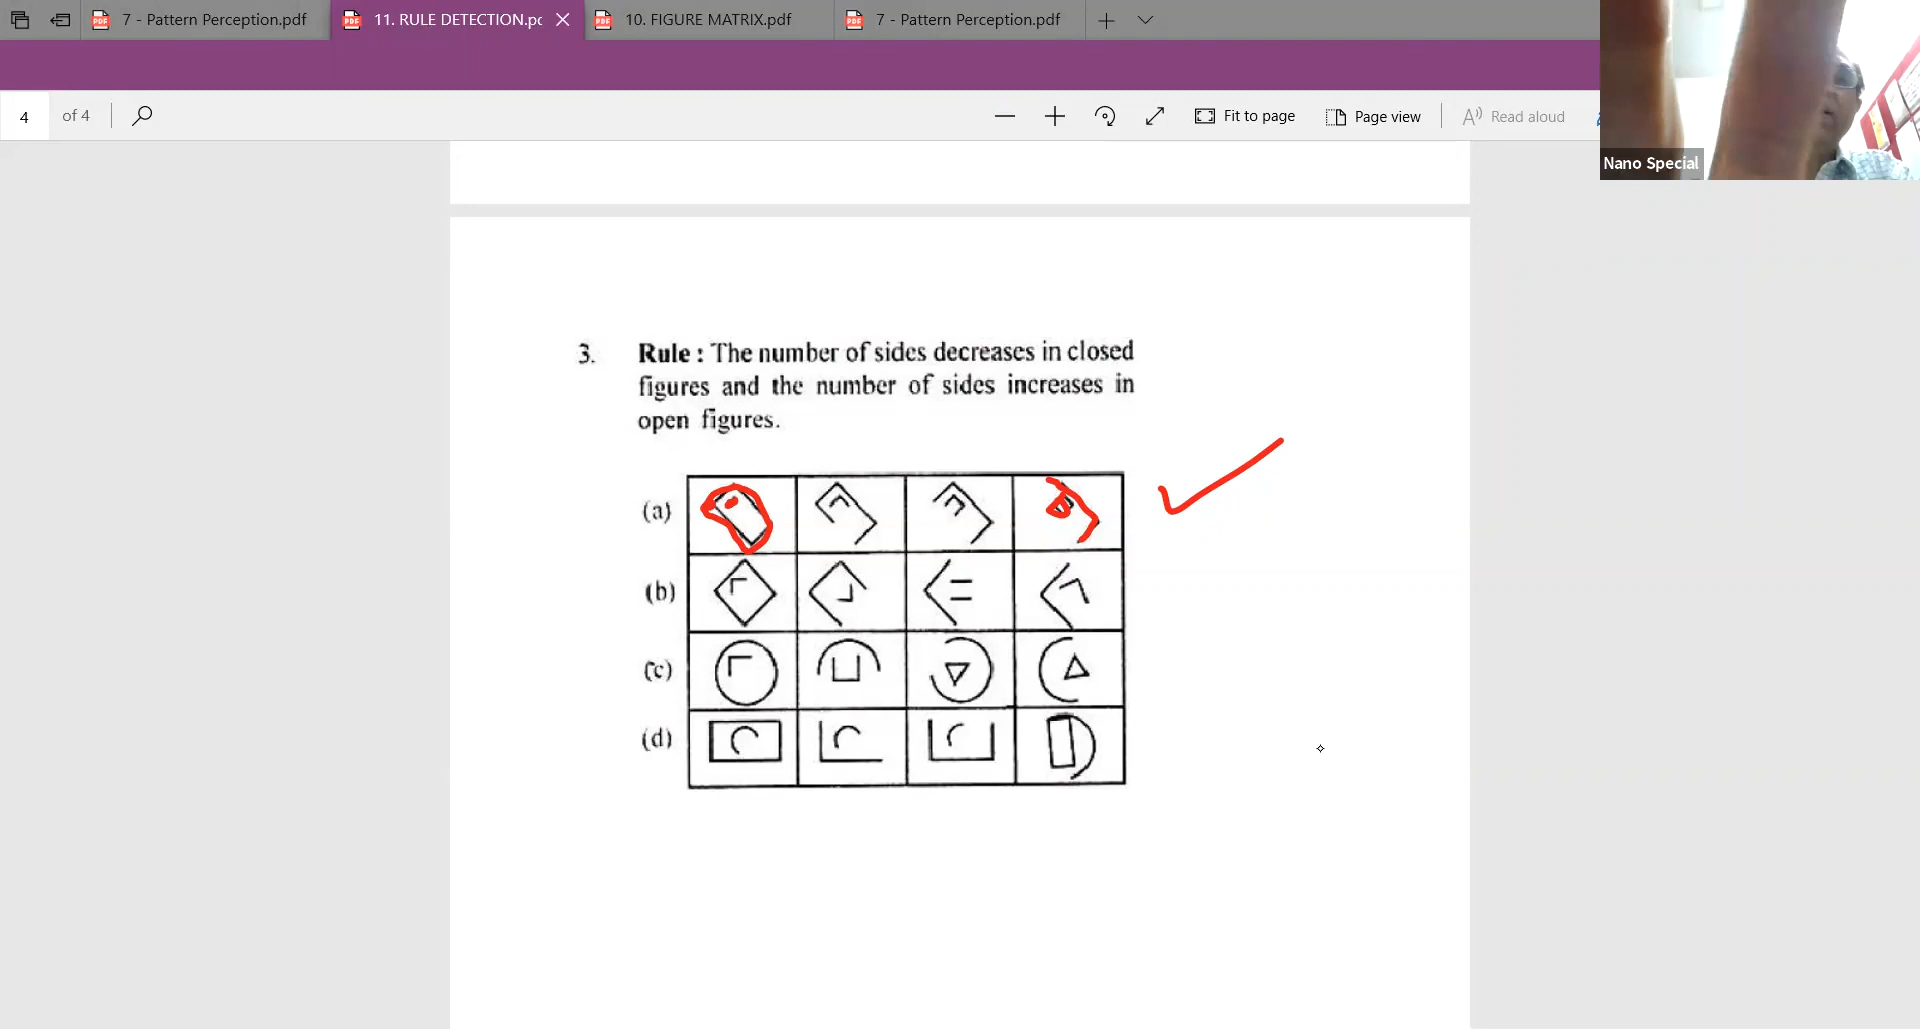 7 - Pattern Perception.pdf
11. RULE DETECTION.pc
10. FIGURE MATRIX.pdf
7 - Pattern Perception.pdf
4 of 4
Fit to page
Page view
Read aloud
Nano Special
3. Rule : The number of sides decreases in closed
figures and the number of sides increases in
open figures.
(a)
(b)
(c)
(d)